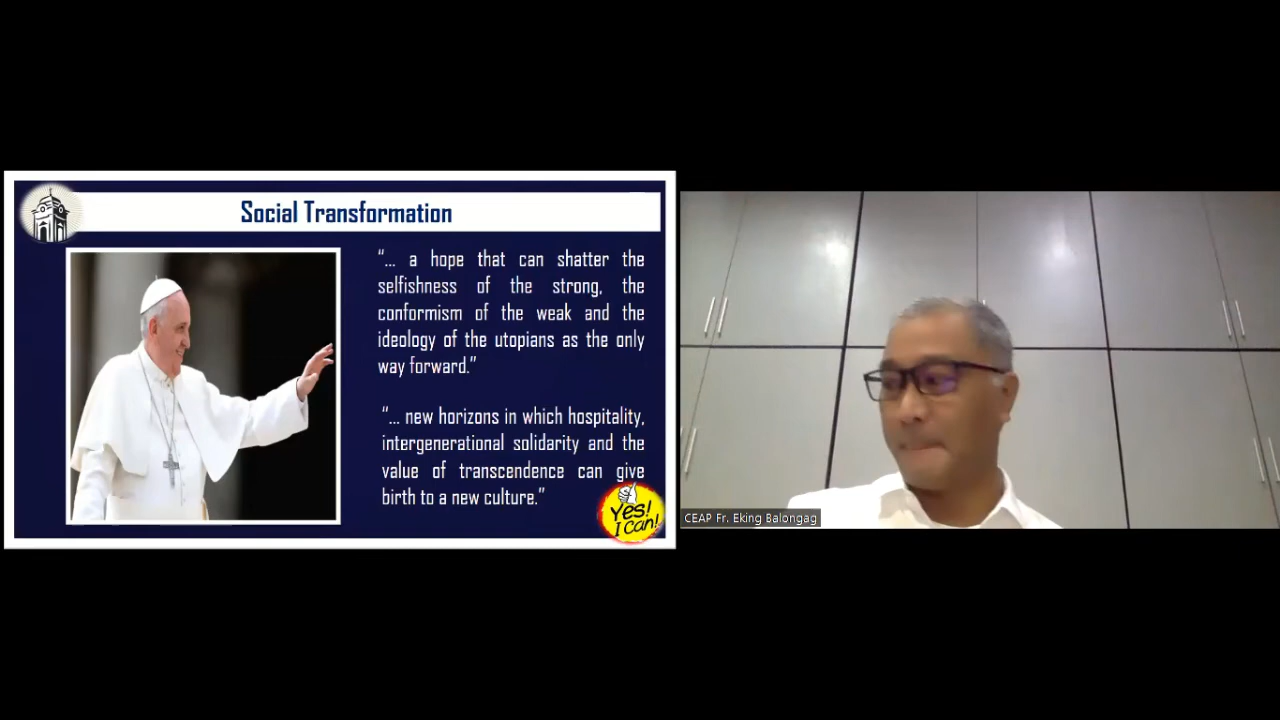 Social Transformation
“... a hope that can shatter the
selfishness of the strong, the
conformism of the weak and the
ideology of the utopians as the only
way forward.”
“... new horizons in which hospitality,
intergenerational solidarity and the
value of transcendence can give
birth to a new culture.”
Yes!
I can!
CEAP Fr. Eking Balongag